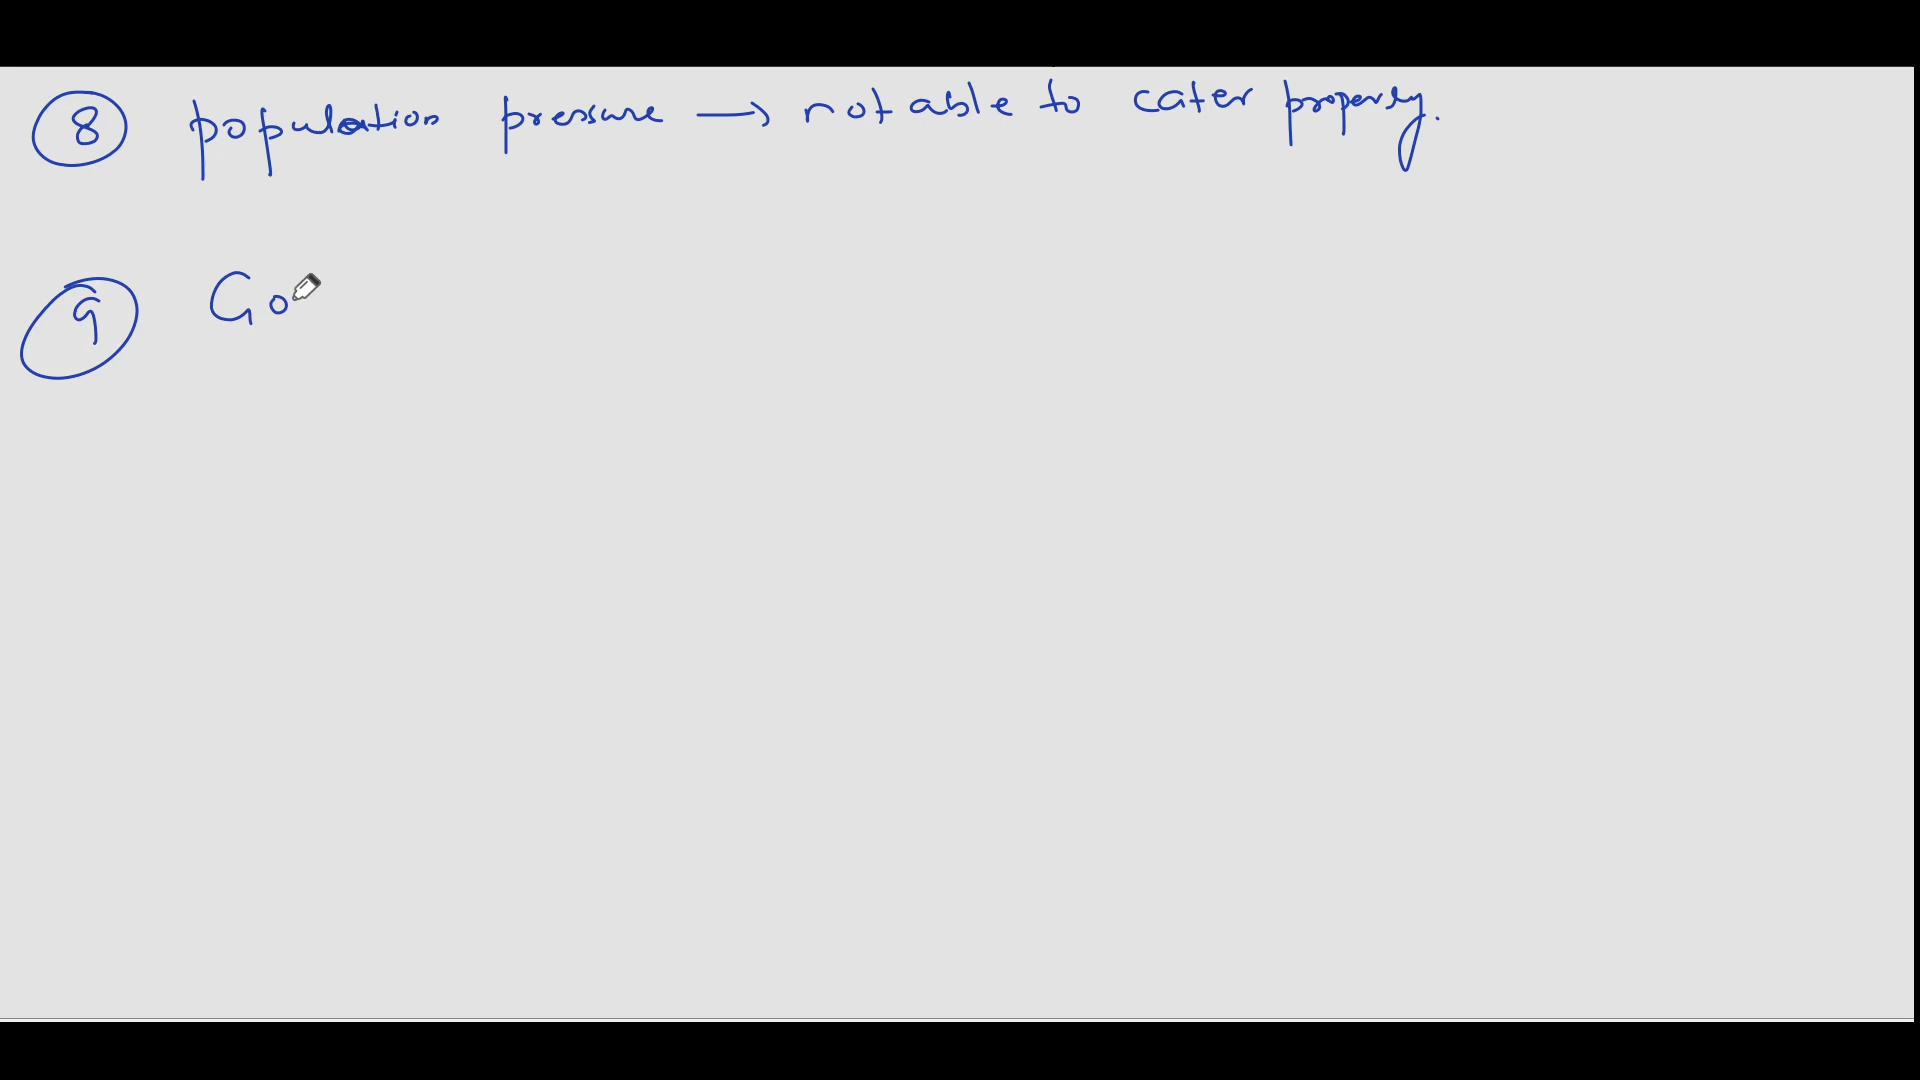 8 population pressure → not able to cater properly.
9 Go